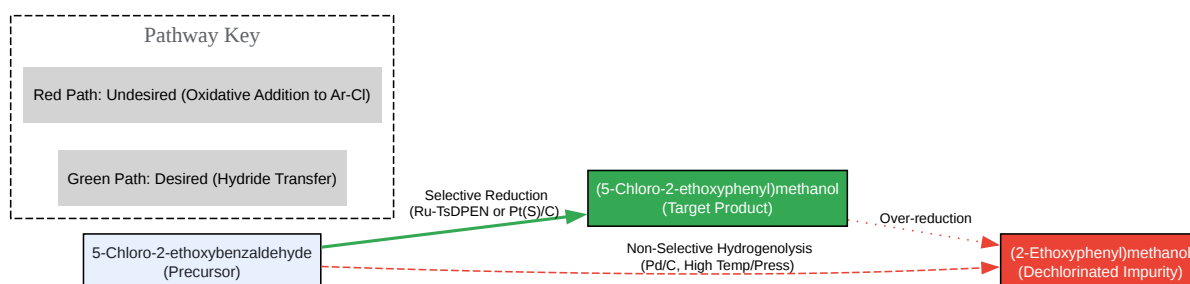 Pathway Key
Red Path: Undesired (Oxidative Addition to Ar-Cl)
Green Path: Desired (Hydride Transfer)
Selective Reduction
(Ru-TsDPEN or Pt(S)/C)
(5-Chloro-2-ethoxyphenyl)methanol
(Target Product)
Over-reduction
5-Chloro-2-ethoxybenzaldehyde
(Precursor)
Non-Selective Hydrogenolysis
(Pd/C, High Temp/Press)
(2-Ethoxyphenyl)methanol
(Dechlorinated Impurity)